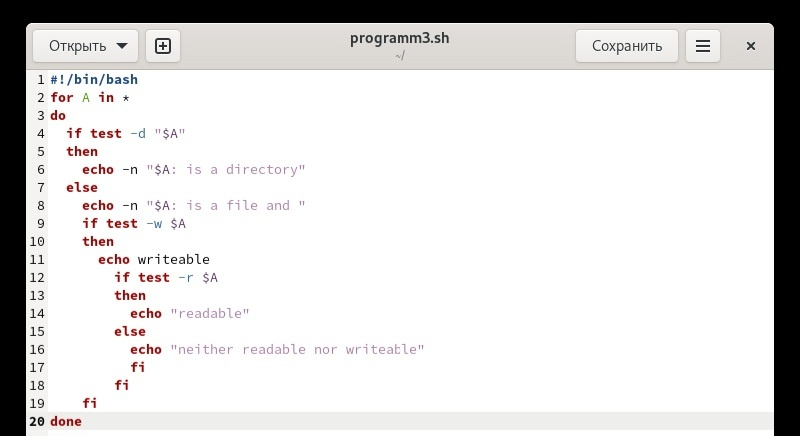 Открыть programm3.sh Сохранить
~/
1 #!/bin/bash
2 for A in *
3 do
4   if test -d "$A"
5   then
6     echo -n "$A: is a directory"
7   else
8     echo -n "$A: is a file and "
9     if test -w $A
10     then
11       echo writeable
12         if test -r $A
13         then
14           echo "readable"
15         else
16           echo "neither readable nor writeable"
17           fi
18         fi
19     fi
20 done